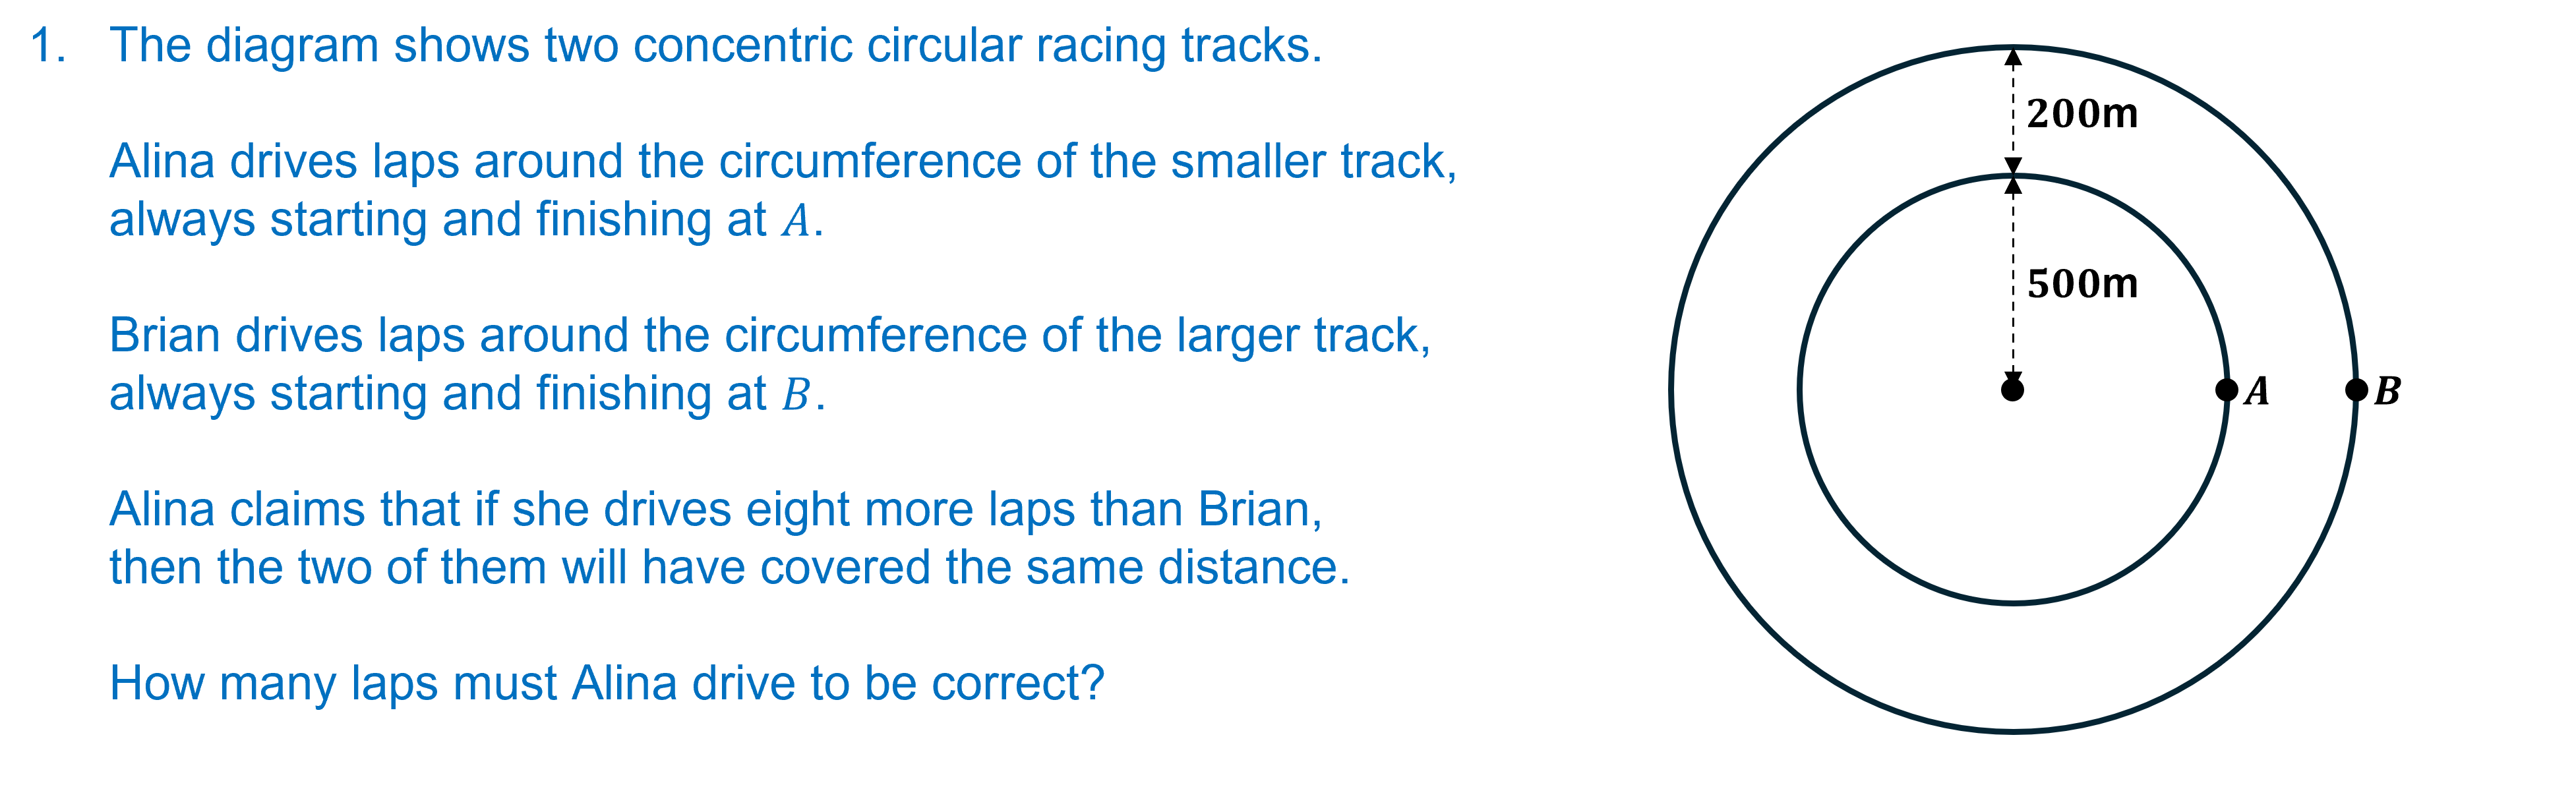 1. The diagram shows two concentric circular racing tracks.
Alina drives laps around the circumference of the smaller track,
always starting and finishing at A.
Brian drives laps around the circumference of the larger track,
always starting and finishing at B.
Alina claims that if she drives eight more laps than Brian,
then the two of them will have covered the same distance.
How many laps must Alina drive to be correct?
200m
500m
A
B